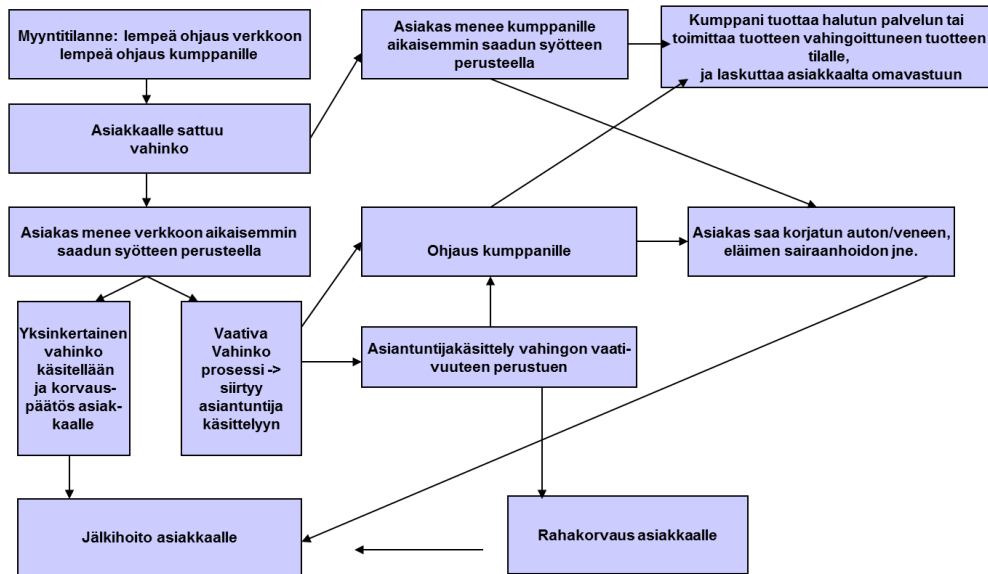 Myyntitilanne: lempeä ohjaus verkkoon
lempeä ohjaus kumppanille
Asiakas menee kumppanille
aikaisemmin saadun syötteen
perusteella
Kumppani tuottaa halutun palvelun tai
toimittaa tuotteen vahingoittuneen tuotteen
tilalle,
ja laskuttaa asiakkaalta omavastuun
Asiakkaalle sattuu
vahinko
Asiakas menee verkkoon aikaisemmin
saadun syötteen perusteella
Ohjaus kumppanille
Asiakas saa korjatun auton/veneen,
eläimen sairaanhoidon jne.
Yksinkertainen
vahinko
käsitellään
ja korvaus-
päätös asiak-
kaalle
Vaativa
Vahinko
prosessi ->
siirtyy
asiantuntija
käsittelyyn
Asiantuntijakäsittely vahingon vaati-
vuuteen perustuen
Jälkihoito asiakkaalle
Rahakorvaus asiakkaalle